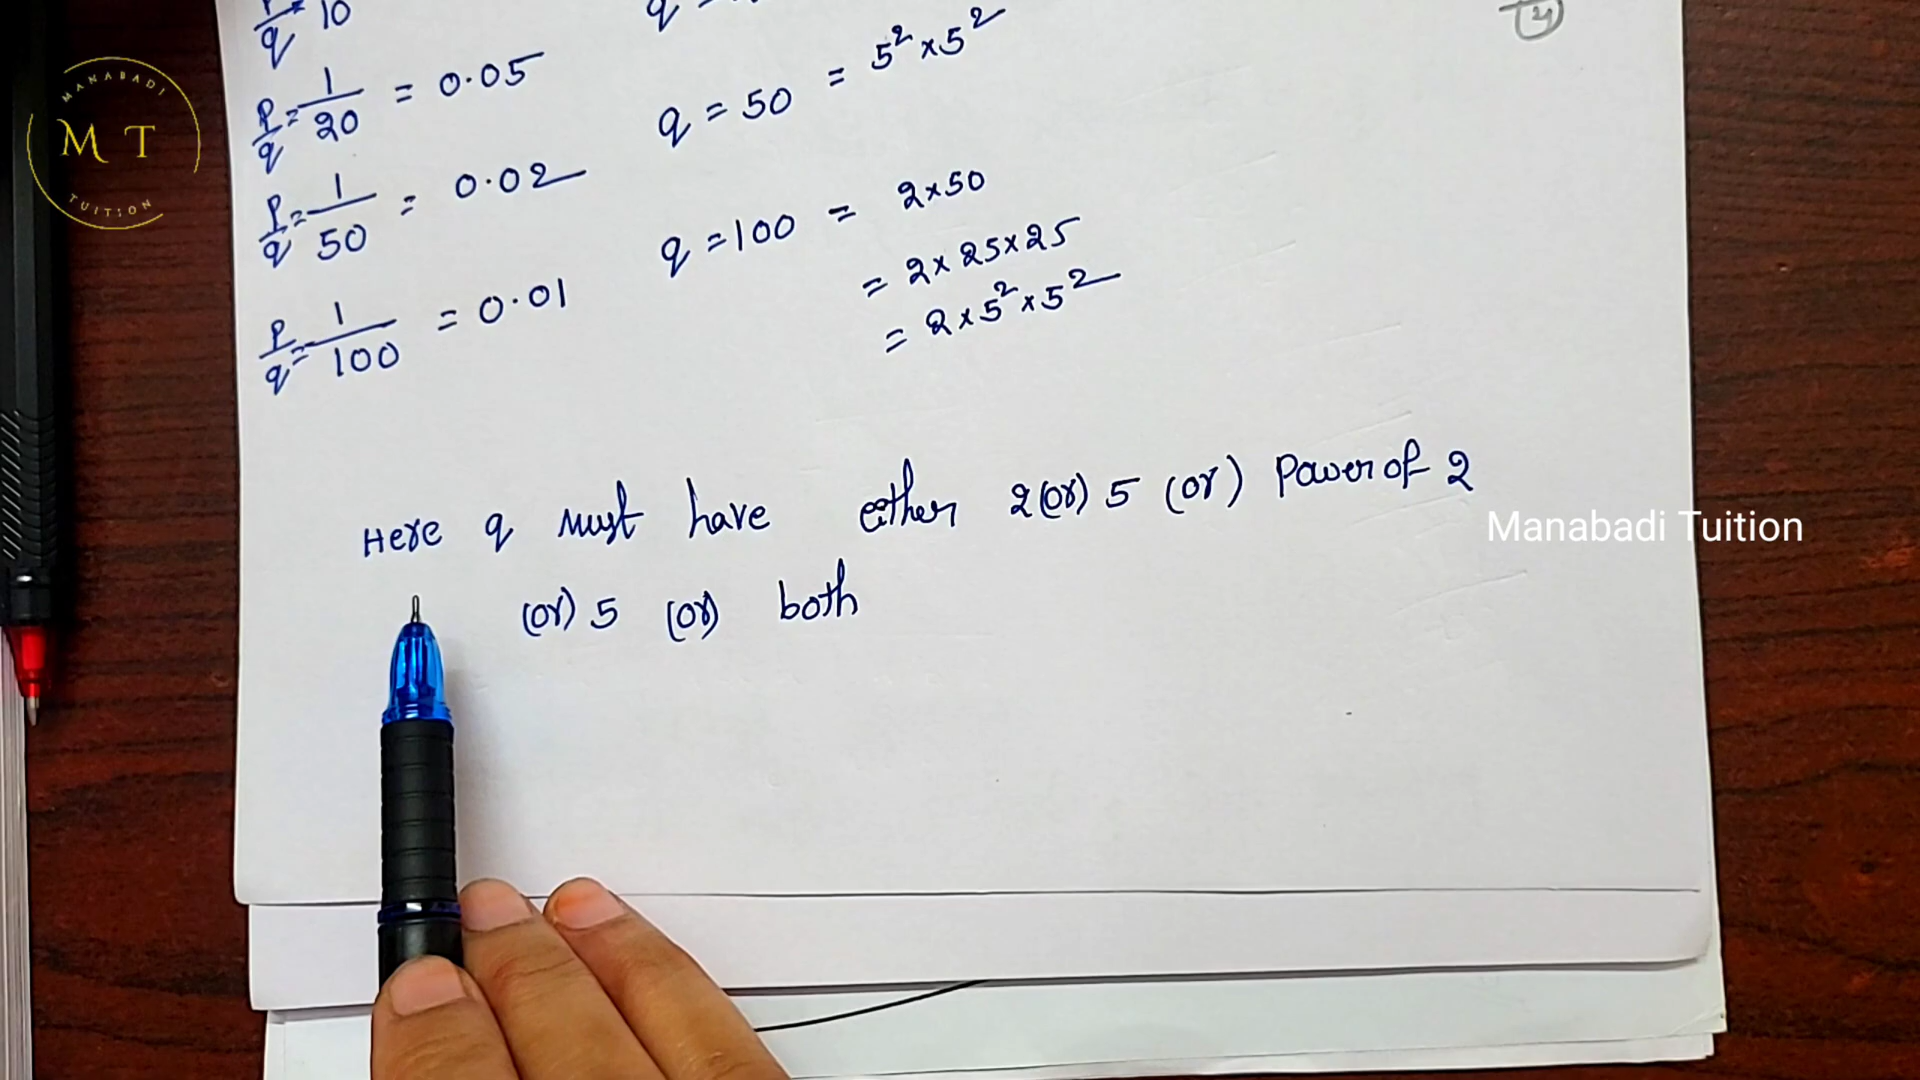 p/q = 10
p/q = 1/20 = 0.05
p/q = 1/50 = 0.02
p/q = 1/100 = 0.01
q =
q = 50 = 5² × 5²
q = 100 = 2 × 50
= 2 × 25 × 25
= 2 × 5² × 5²
Here q must have either 2 (or) 5 (or) Power of 2
(or) 5 (or) both
MANABADI
M T
TUITION
Manabadi Tuition